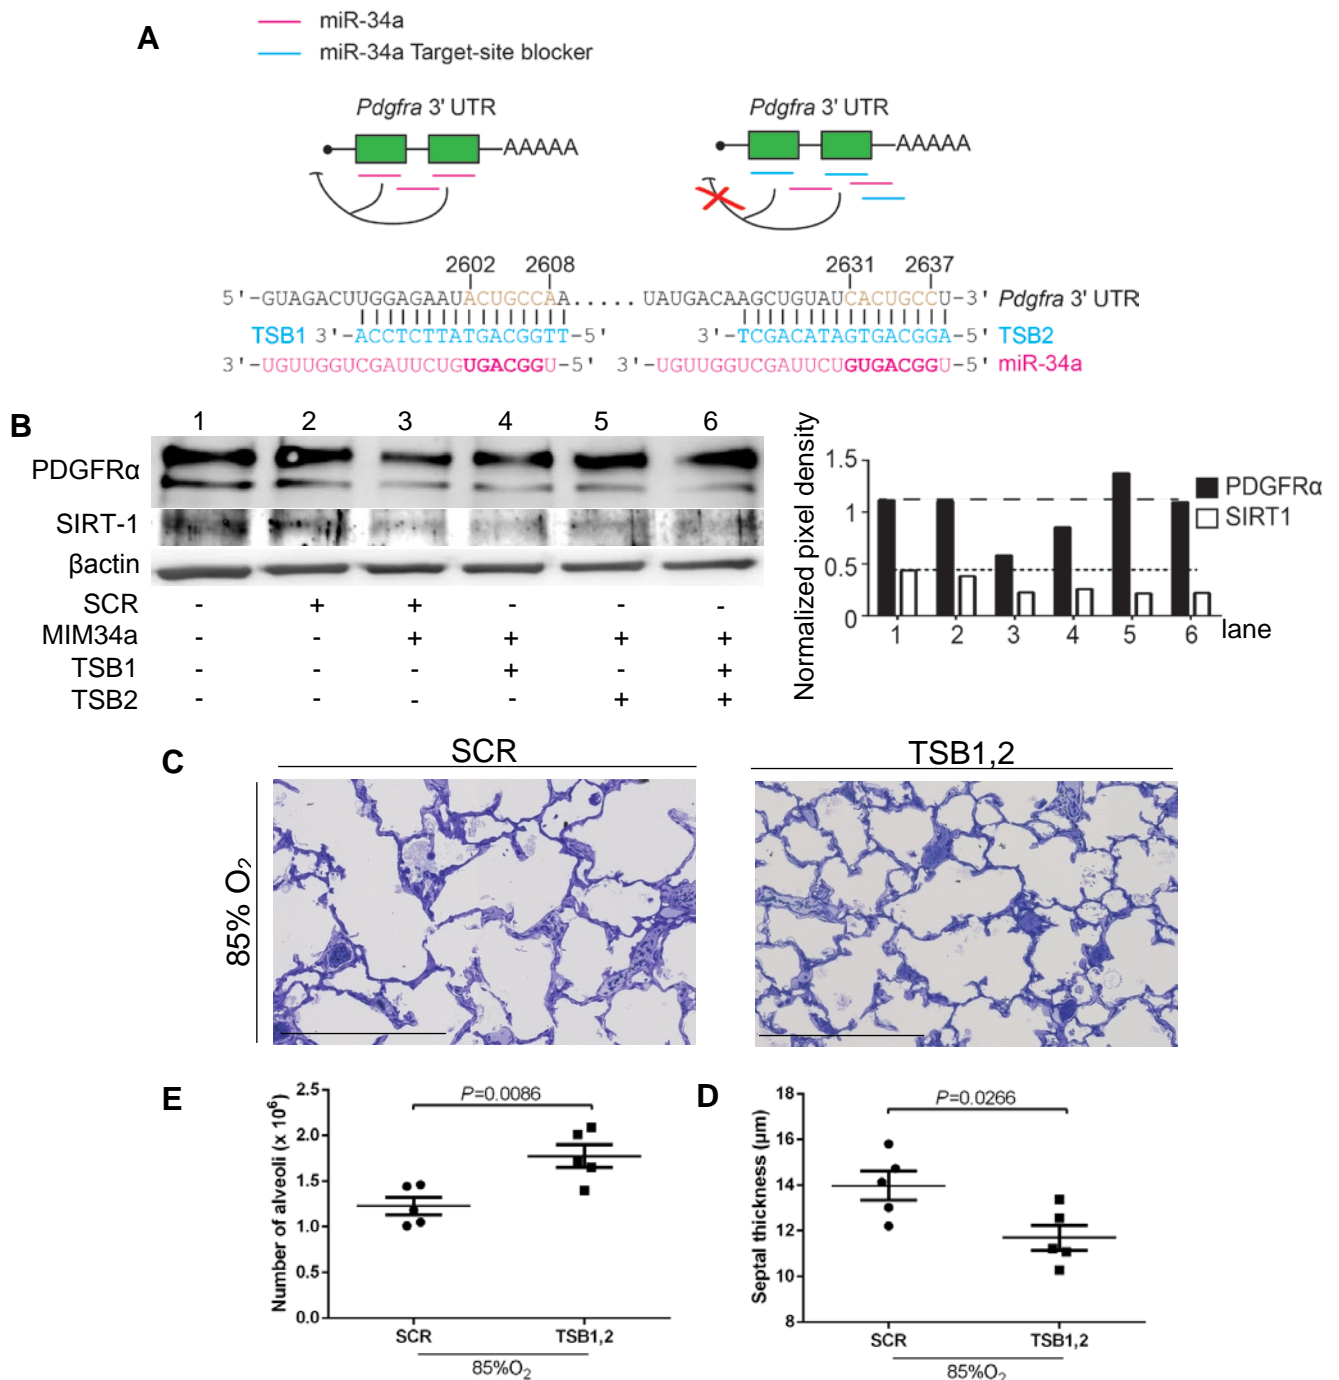 A
miR-34a
miR-34a Target-site blocker
Pdgfra 3' UTR
AAAAA
Pdgfra 3' UTR
AAAAA
2602 2608 2631 2637
5'-GUAGACUUGGAGAAUACUGCCAA.....UAUGACAAGCUGUAUCACUGCCU-3' Pdgfra 3' UTR
TSB1 3'-ACCTCTTATGACGGTT-5' 3'-TCGACATAGTGACGGA-5' TSB2
3'-UGUUGGUCGAUUCUGUGACGGU-5' 3'-UGUUGGUCGAUUCUGUGACGGU-5' miR-34a
B
1 2 3 4 5 6
PDGFRα
SIRT-1
βactin
SCR - + + - - -
MIM34a - - + + + +
TSB1 - - - + - +
TSB2 - - - - + +
Normalized pixel density
1.5
1
0.5
0
1 2 3 4 5 6 lane
PDGFRα
SIRT1
C
SCR
TSB1,2
85% O₂
E
Number of alveoli (x 10⁶)
2.5
2.0
1.5
1.0
0.5
0.0
P=0.0086
SCR TSB1,2
85%O₂
D
Septal thickness (µm)
18
16
14
12
10
8
P=0.0266
SCR TSB1,2
85%O₂